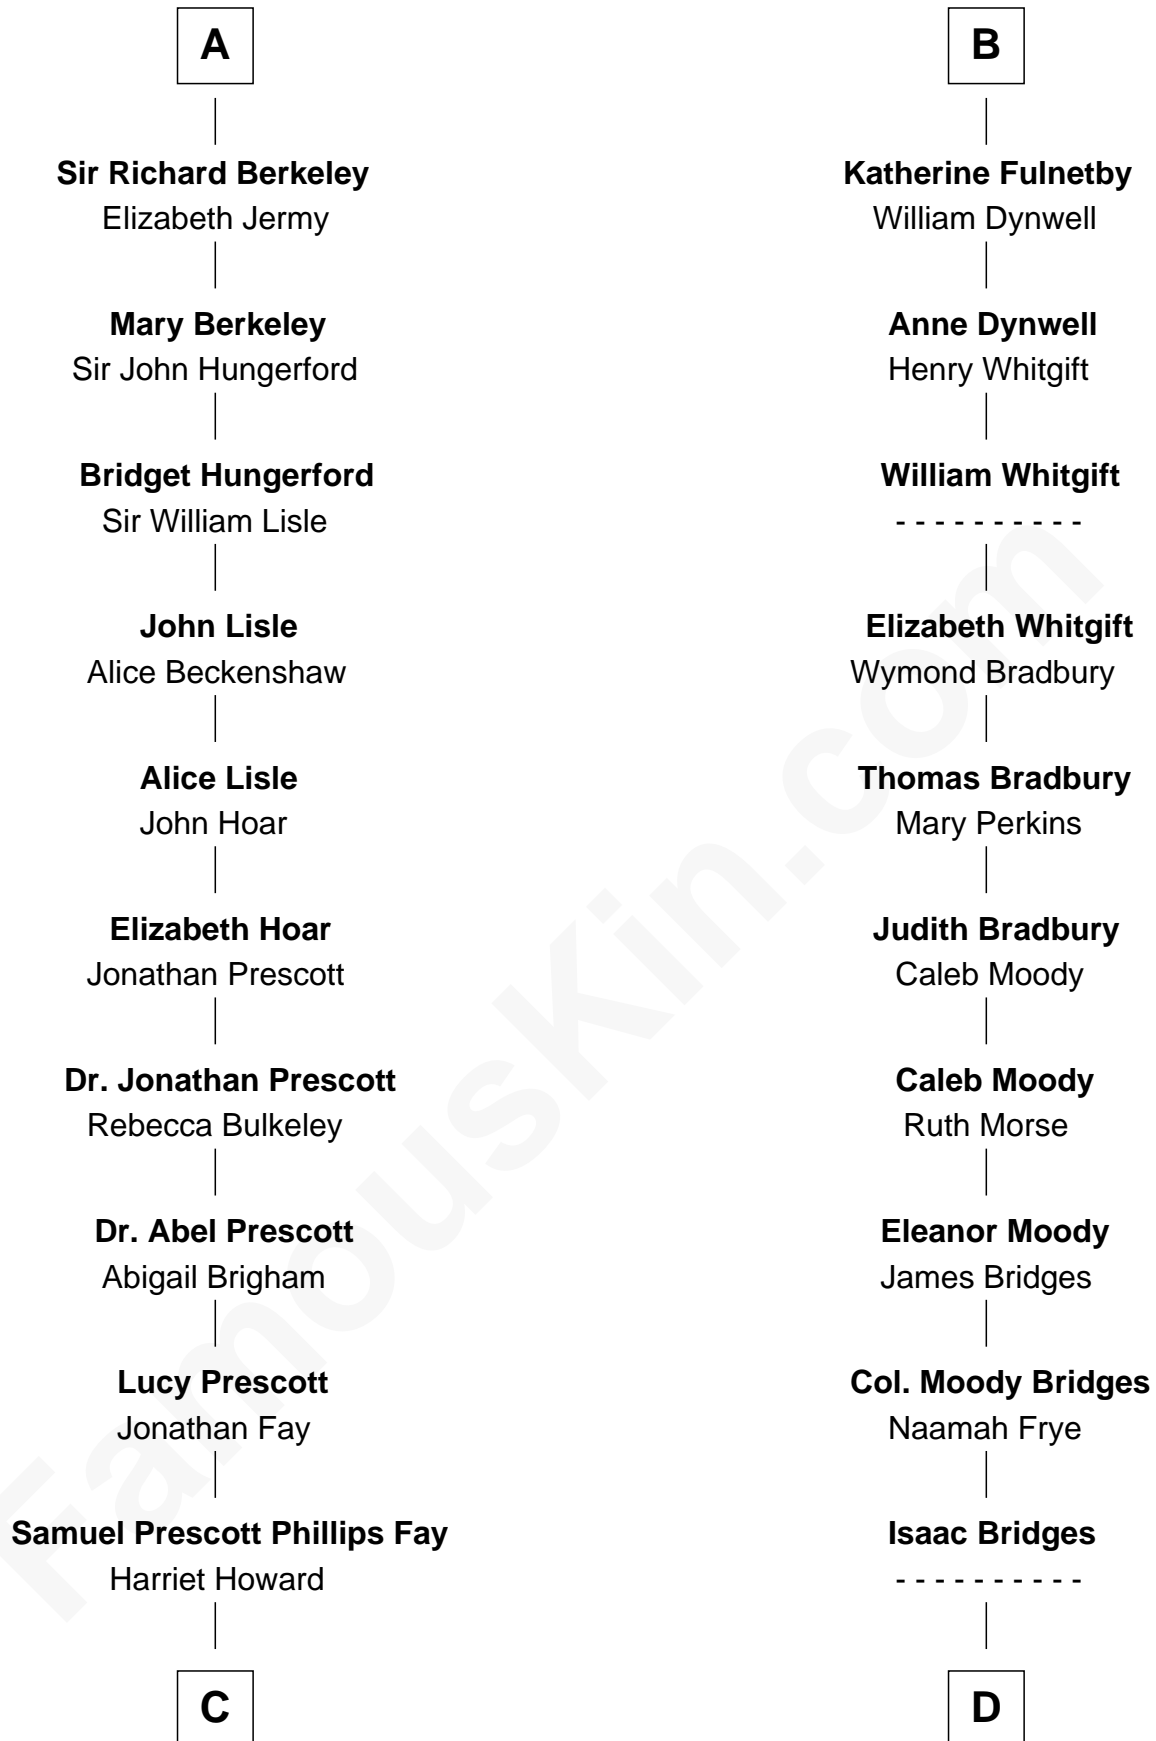 A
Sir Richard Berkeley
Elizabeth Jermy
Mary Berkeley
Sir John Hungerford
Bridget Hungerford
Sir William Lisle
John Lisle
Alice Beckenshaw
Alice Lisle
John Hoar
Elizabeth Hoar
Jonathan Prescott
Dr. Jonathan Prescott
Rebecca Bulkeley
Dr. Abel Prescott
Abigail Brigham
Lucy Prescott
Jonathan Fay
Samuel Prescott Phillips Fay
Harriet Howard
C
B
Katherine Fulnetby
William Dynwell
Anne Dynwell
Henry Whitgift
William Whitgift
- - - - - - - - - -
Elizabeth Whitgift
Wymond Bradbury
Thomas Bradbury
Mary Perkins
Judith Bradbury
Caleb Moody
Caleb Moody
Ruth Morse
Eleanor Moody
James Bridges
Col. Moody Bridges
Naamah Frye
Isaac Bridges
- - - - - - - - - -
D
FamousKin.com